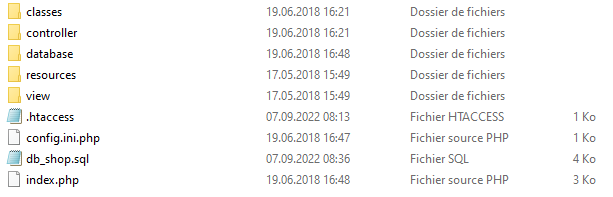 classes 19.06.2018 16:21 Dossier de fichiers
controller 19.06.2018 16:21 Dossier de fichiers
database 19.06.2018 16:48 Dossier de fichiers
resources 17.05.2018 15:49 Dossier de fichiers
view 17.05.2018 15:49 Dossier de fichiers
.htaccess 07.09.2022 08:13 Fichier HTACCESS 1 Ko
config.ini.php 19.06.2018 16:47 Fichier source PHP 1 Ko
db_shop.sql 07.09.2022 08:36 Fichier SQL 4 Ko
index.php 19.06.2018 16:48 Fichier source PHP 3 Ko